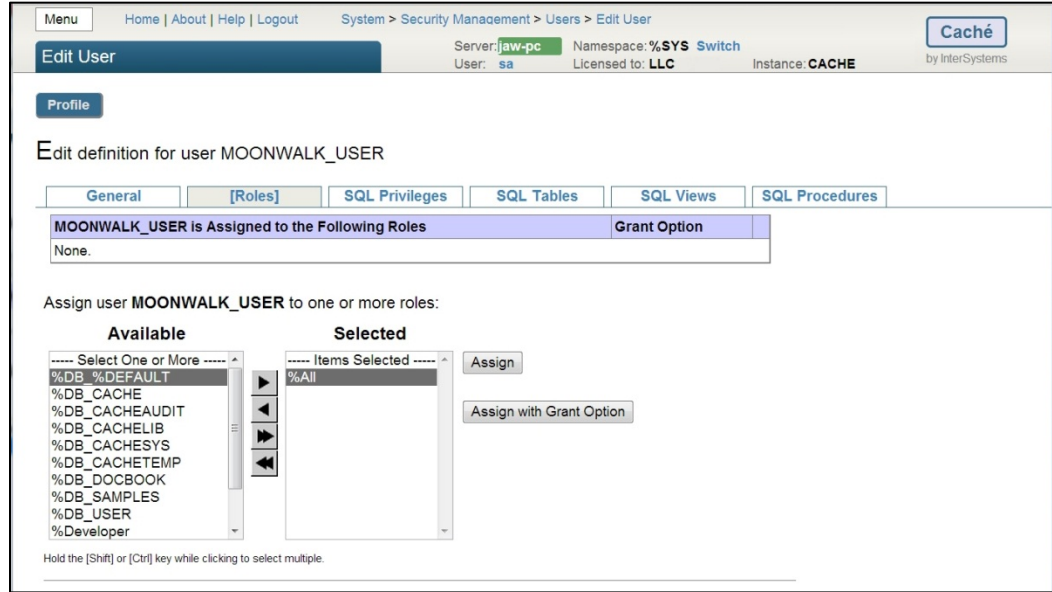 Menu Home | About | Help | Logout System > Security Management > Users > Edit User
Caché
by InterSystems
Edit User
Server: jaw-pc Namespace: %SYS Switch
User: sa Licensed to: LLC Instance: CACHE
Profile
Edit definition for user MOONWALK_USER
General [Roles] SQL Privileges SQL Tables SQL Views SQL Procedures
MOONWALK_USER is Assigned to the Following Roles Grant Option
None.
Assign user MOONWALK_USER to one or more roles:
Available Selected
----- Select One or More ----- ----- Items Selected ----- Assign
%DB_%DEFAULT %All
%DB_CACHE
%DB_CACHEAUDIT Assign with Grant Option
%DB_CACHELIB
%DB_CACHESYS
%DB_CACHETEMP
%DB_DOCBOOK
%DB_SAMPLES
%DB_USER
%Developer
Hold the [Shift] or [Ctrl] key while clicking to select multiple.